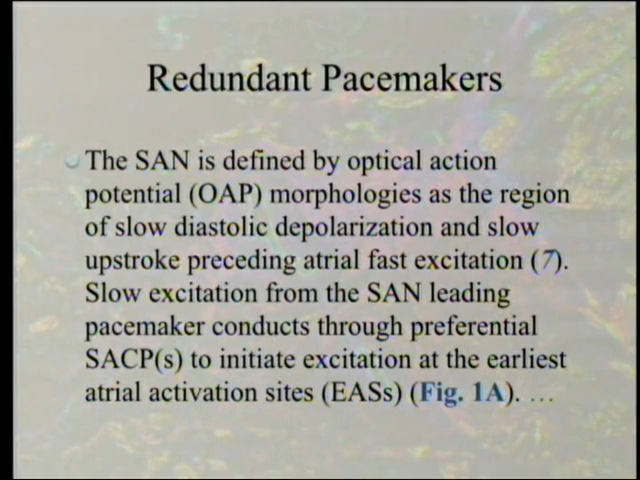 Redundant Pacemakers
The SAN is defined by optical action
potential (OAP) morphologies as the region
of slow diastolic depolarization and slow
upstroke preceding atrial fast excitation (7).
Slow excitation from the SAN leading
pacemaker conducts through preferential
SACP(s) to initiate excitation at the earliest
atrial activation sites (EASs) (Fig. 1A). …